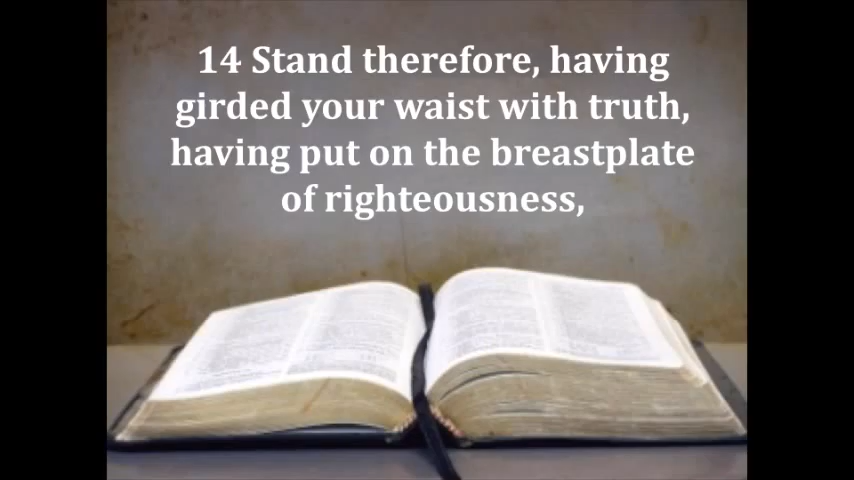 14 Stand therefore, having
girded your waist with truth,
having put on the breastplate
of righteousness,